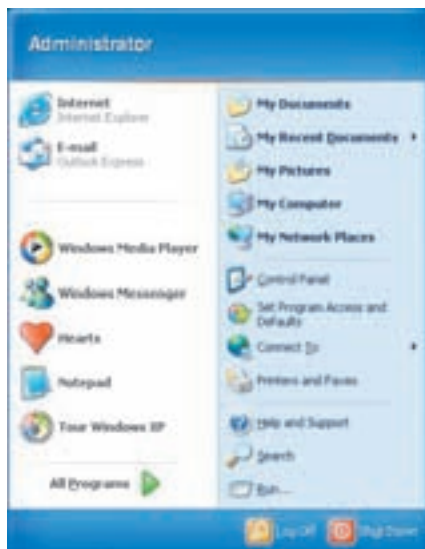 Administrator
Internet
Internet Explorer
E-mail
Outlook Express
Windows Media Player
Windows Messenger
Hearts
Notepad
Tour Windows XP
All Programs
My Documents
My Recent Documents
My Pictures
My Computer
My Network Places
Control Panel
Set Program Access and
Defaults
Connect To
Printers and Faxes
Help and Support
Search
Run...
Log Off
Shut Down